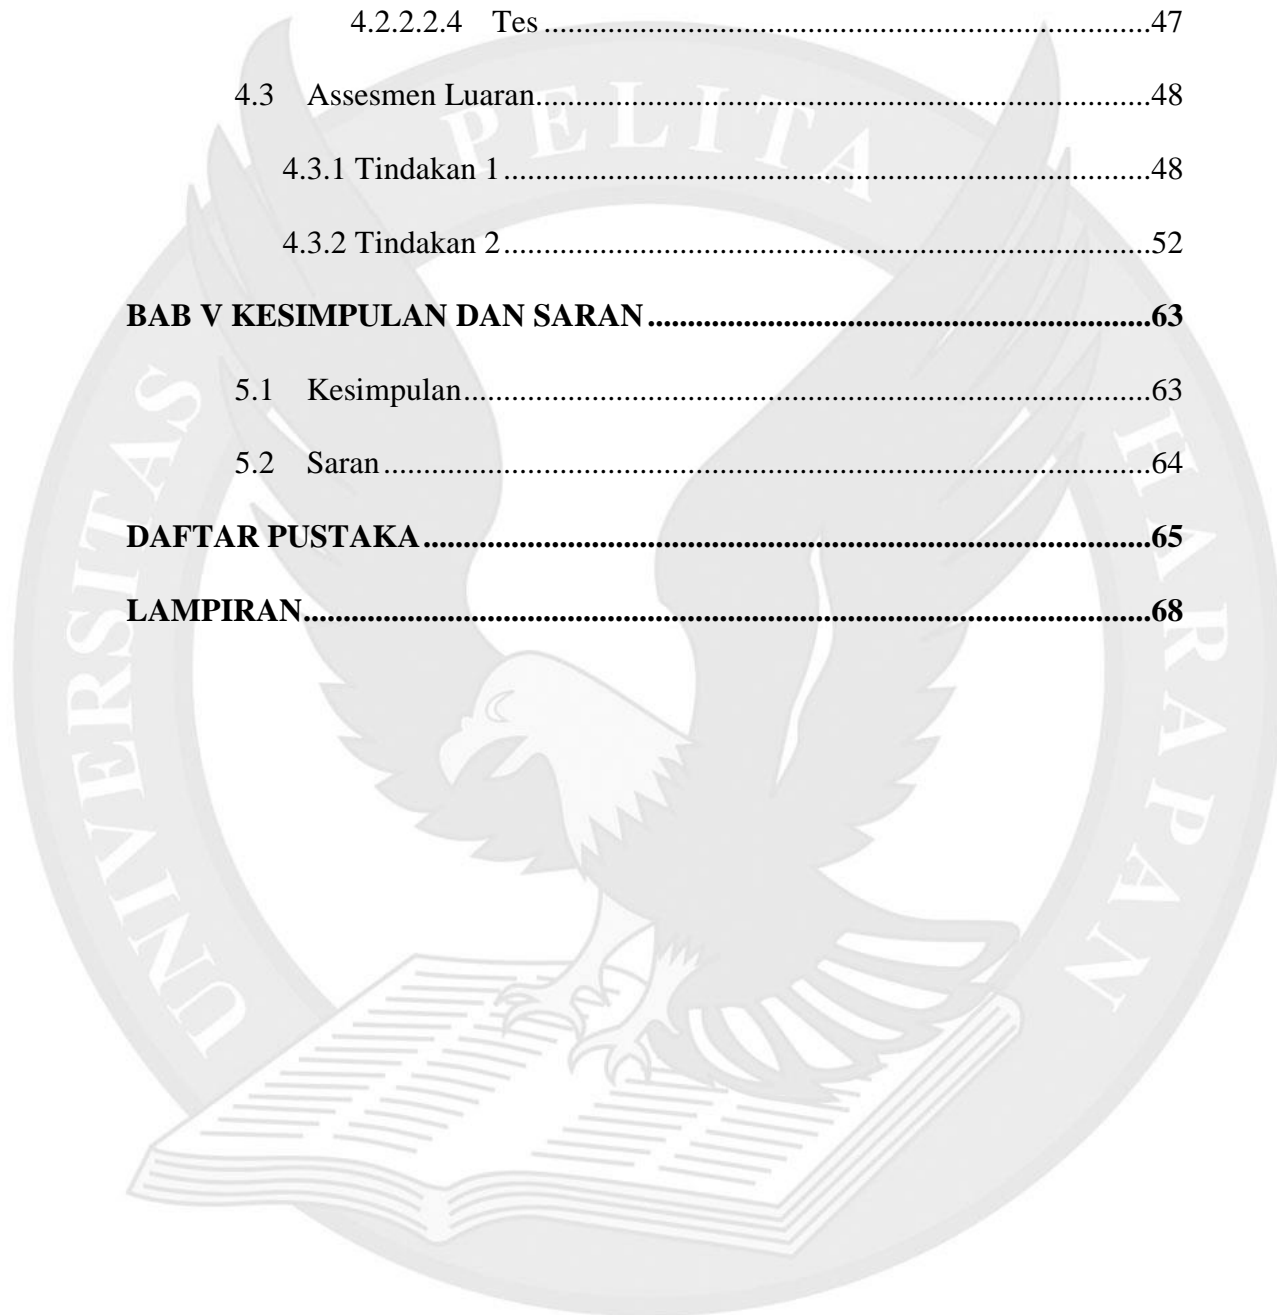 4.2.2.2.4 Tes....................................................................................47
4.3 Assesmen Luaran....................................................................................48
4.3.1 Tindakan 1....................................................................................48
4.3.2 Tindakan 2....................................................................................52
BAB V KESIMPULAN DAN SARAN....................................................................................63
5.1 Kesimpulan....................................................................................63
5.2 Saran....................................................................................64
DAFTAR PUSTAKA....................................................................................65
LAMPIRAN....................................................................................68
UNIVERSITAS PELITA HARAPAN